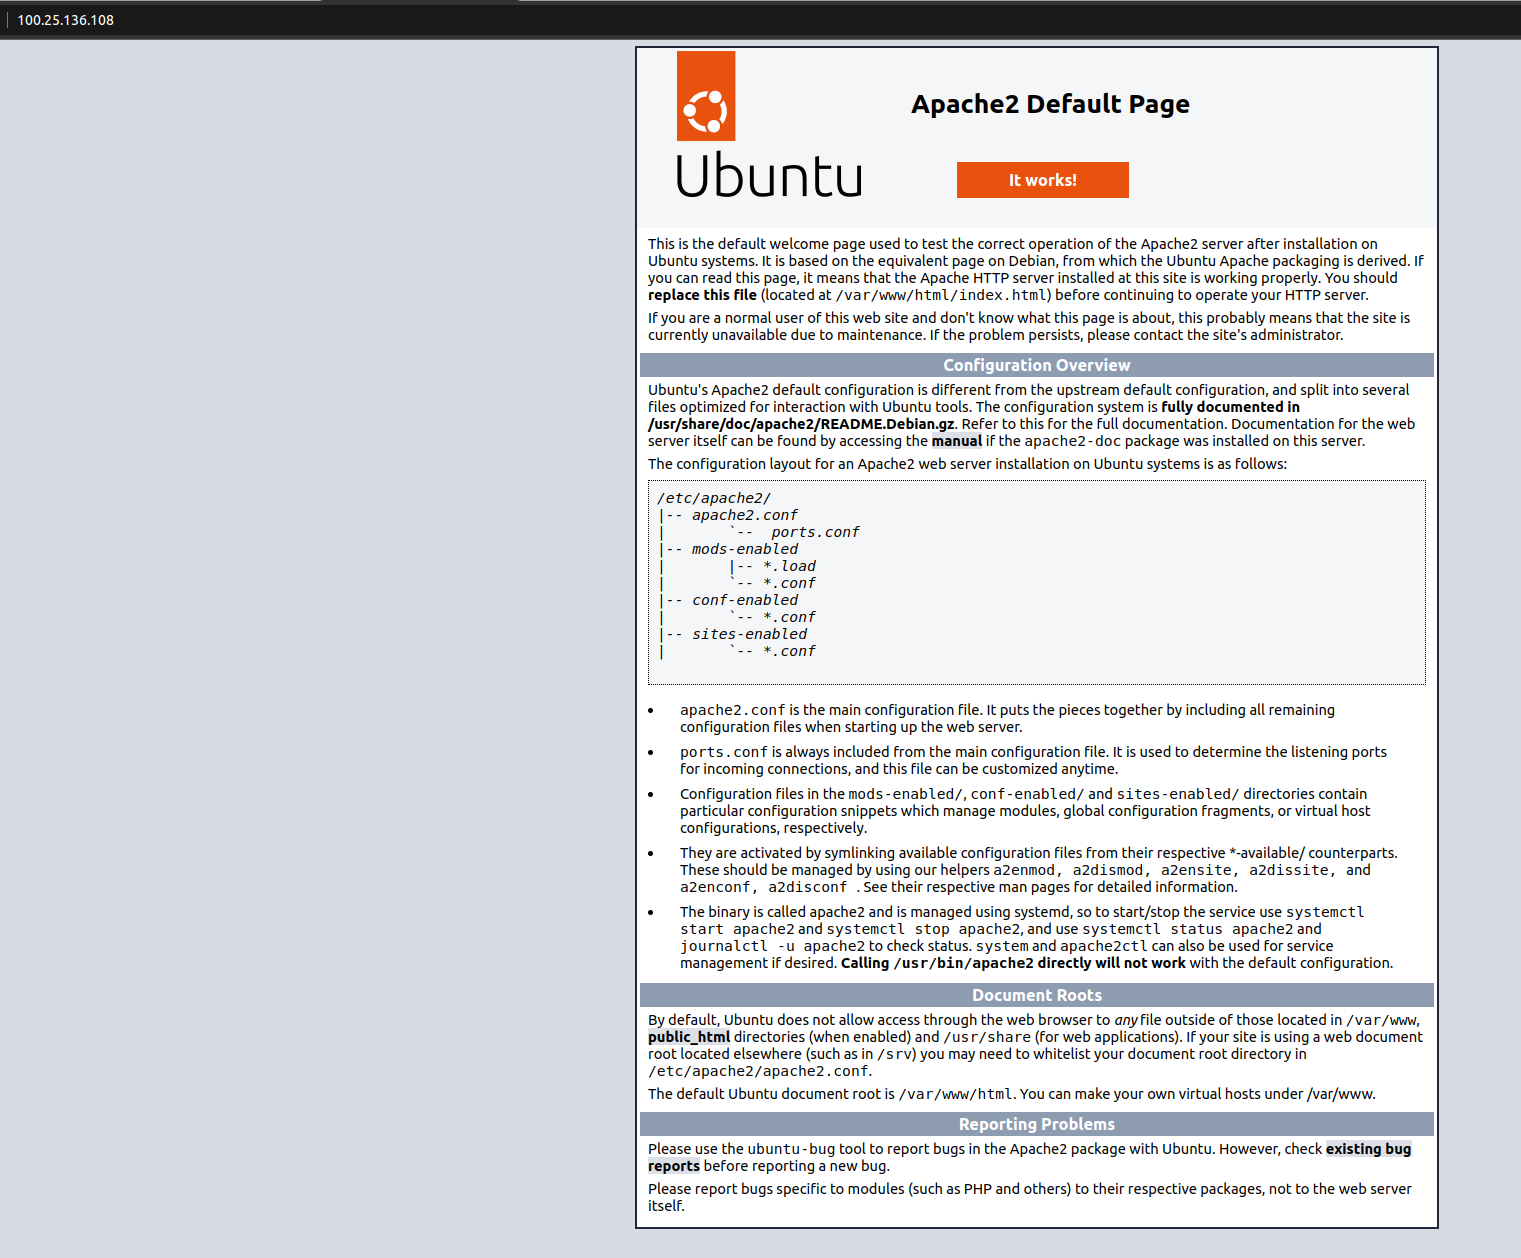 100.25.136.108
Apache2 Default Page
Ubuntu
It works!
This is the default welcome page used to test the correct operation of the Apache2 server after installation on
Ubuntu systems. It is based on the equivalent page on Debian, from which the Ubuntu Apache packaging is derived. If
you can read this page, it means that the Apache HTTP server installed at this site is working properly. You should
replace this file (located at /var/www/html/index.html) before continuing to operate your HTTP server.
If you are a normal user of this web site and don't know what this page is about, this probably means that the site is
currently unavailable due to maintenance. If the problem persists, please contact the site's administrator.
Configuration Overview
Ubuntu's Apache2 default configuration is different from the upstream default configuration, and split into several
files optimized for interaction with Ubuntu tools. The configuration system is fully documented in
/usr/share/doc/apache2/README.Debian.gz. Refer to this for the full documentation. Documentation for the web
server itself can be found by accessing the manual if the apache2-doc package was installed on this server.
The configuration layout for an Apache2 web server installation on Ubuntu systems is as follows:
/etc/apache2/
|-- apache2.conf
|       `--  ports.conf
|-- mods-enabled
|       |-- *.load
|       `-- *.conf
|-- conf-enabled
|       `-- *.conf
|-- sites-enabled
|       `-- *.conf
• apache2.conf is the main configuration file. It puts the pieces together by including all remaining
configuration files when starting up the web server.
• ports.conf is always included from the main configuration file. It is used to determine the listening ports
for incoming connections, and this file can be customized anytime.
• Configuration files in the mods-enabled/, conf-enabled/ and sites-enabled/ directories contain
particular configuration snippets which manage modules, global configuration fragments, or virtual host
configurations, respectively.
• They are activated by symlinking available configuration files from their respective *-available/ counterparts.
These should be managed by using our helpers a2enmod, a2dismod, a2ensite, a2dissite, and
a2enconf, a2disconf . See their respective man pages for detailed information.
• The binary is called apache2 and is managed using systemd, so to start/stop the service use systemctl
start apache2 and systemctl stop apache2, and use systemctl status apache2 and
journalctl -u apache2 to check status. system and apache2ctl can also be used for service
management if desired. Calling /usr/bin/apache2 directly will not work with the default configuration.
Document Roots
By default, Ubuntu does not allow access through the web browser to any file outside of those located in /var/www,
public_html directories (when enabled) and /usr/share (for web applications). If your site is using a web document
root located elsewhere (such as in /srv) you may need to whitelist your document root directory in
/etc/apache2/apache2.conf.
The default Ubuntu document root is /var/www/html. You can make your own virtual hosts under /var/www.
Reporting Problems
Please use the ubuntu-bug tool to report bugs in the Apache2 package with Ubuntu. However, check existing bug
reports before reporting a new bug.
Please report bugs specific to modules (such as PHP and others) to their respective packages, not to the web server
itself.